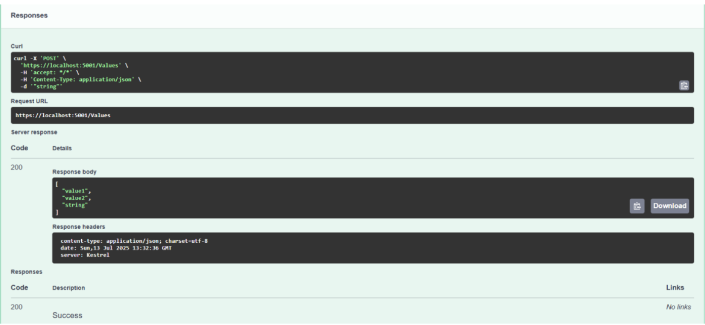 Responses
Curl
curl -X 'POST' \
'https://localhost:5001/Values' \
-H 'accept: */*' \
-H 'Content-Type: application/json' \
-d '"string"'
Request URL
https://localhost:5001/Values
Server response
Code Details
200
Response body
[
"value1",
"value2",
"string"
]
Download
Response headers
content-type: application/json; charset=utf-8
date: Sun,13 Jul 2025 13:32:36 GMT
server: Kestrel
Responses
Code Description Links
200 No links
Success